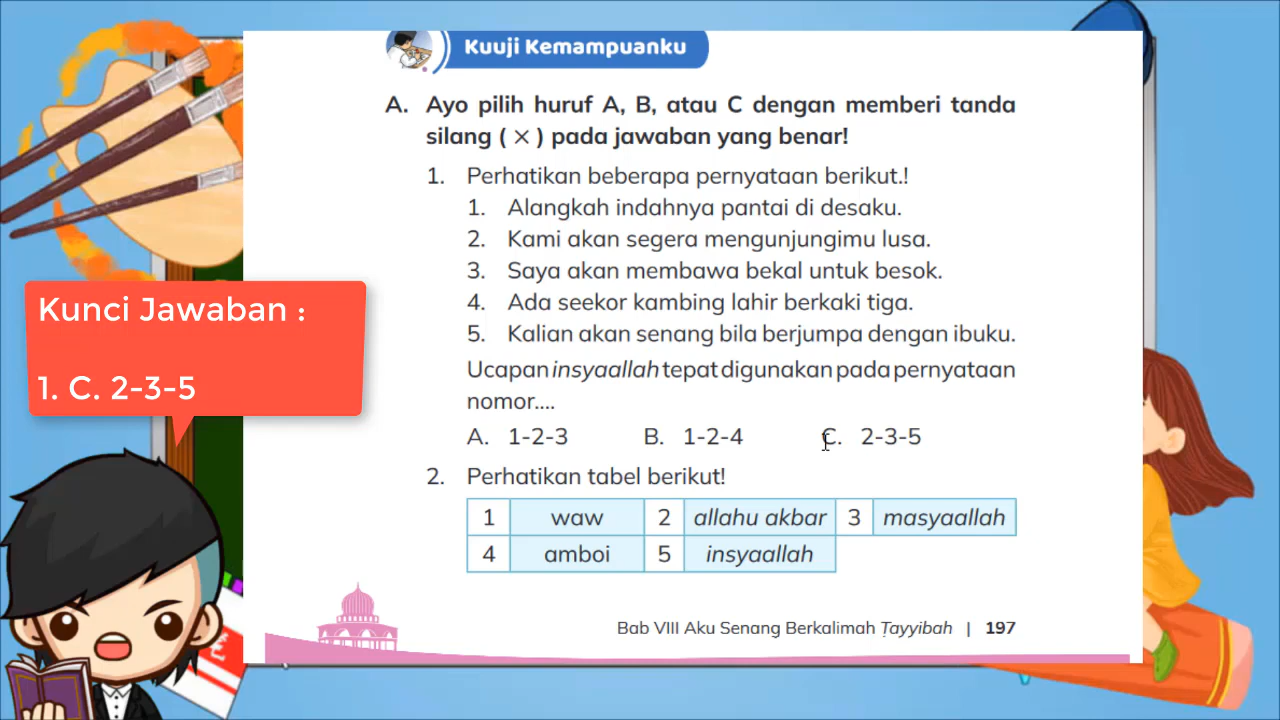 Kuuji Kemampuanku
A. Ayo pilih huruf A, B, atau C dengan memberi tanda
silang ( × ) pada jawaban yang benar!
1. Perhatikan beberapa pernyataan berikut.!
1. Alangkah indahnya pantai di desaku.
2. Kami akan segera mengunjungimu lusa.
3. Saya akan membawa bekal untuk besok.
4. Ada seekor kambing lahir berkaki tiga.
5. Kalian akan senang bila berjumpa dengan ibuku.
Ucapan insyaallah tepat digunakan pada pernyataan
nomor....
A. 1-2-3 B. 1-2-4 C. 2-3-5
2. Perhatikan tabel berikut!
1 waw 2 allahu akbar 3 masyaallah
4 amboi 5 insyaallah
Bab VIII Aku Senang Berkalimah Ṭayyibah | 197
Kunci Jawaban :
1. C. 2-3-5